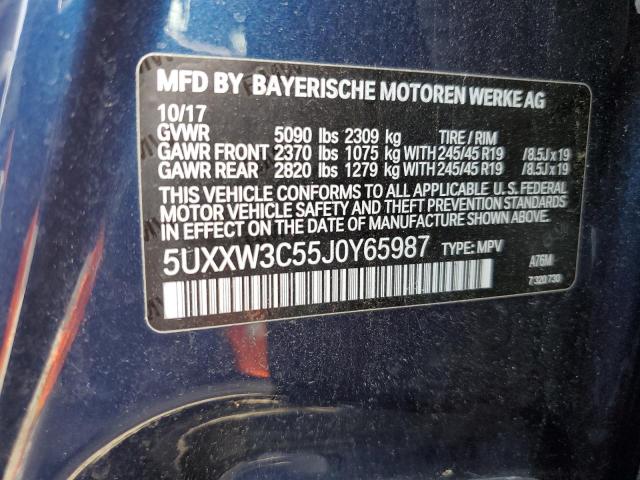 MFD BY BAYERISCHE MOTOREN WERKE AG
10/17
GVWR 5090 lbs 2309 kg TIRE / RIM
GAWR FRONT 2370 lbs 1075 kg WITH 245/45 R19 /8.5J x 19
GAWR REAR 2820 lbs 1279 kg WITH 245/45 R19 /8.5J x 19
THIS VEHICLE CONFORMS TO ALL APPLICABLE U.S. FEDERAL
MOTOR VEHICLE SAFETY AND THEFT PREVENTION STANDARDS
IN EFFECT ON THE DATE OF MANUFACTURE SHOWN ABOVE.
5UXXW3C55J0Y65987 TYPE: MPV A76M
7320730